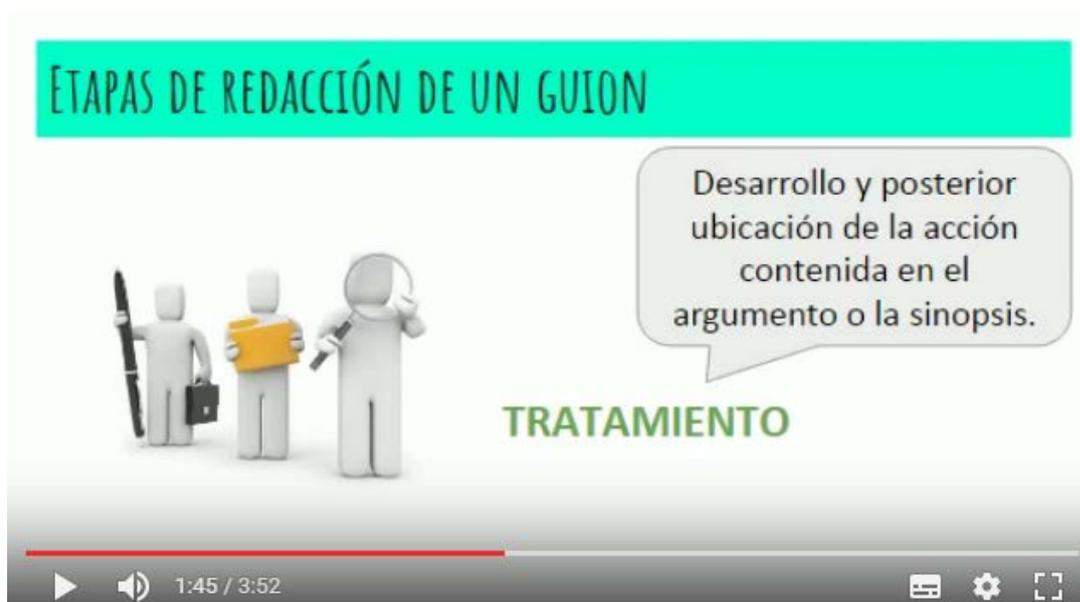 ETAPAS DE REDACCIÓN DE UN GUION
Desarrollo y posterior
ubicación de la acción
contenida en el
argumento o la sinopsis.
TRATAMIENTO
1:45 / 3:52